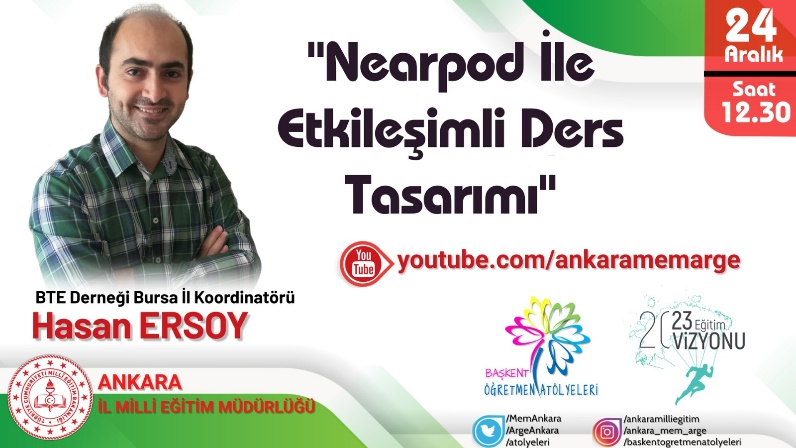 24
Aralık
Saat
12.30
"Nearpod İle
Etkileşimli Ders
Tasarımı"
You
Tube
youtube.com/ankaramemarge
BTE Derneği Bursa İl Koordinatörü
Hasan ERSOY
T.C. 
ANKARA
İL MİLLİ EĞİTİM MÜDÜRLÜĞÜ
BAŞKENT
ÖĞRETMEN ATÖLYELERİ
2023 Eğitim
VİZYONU
/MemAnkara
/ArgeAnkara
/atolyeleri
/ankaramilliegitim
/ankara_mem_arge
/baskentogretmenatolyeleri